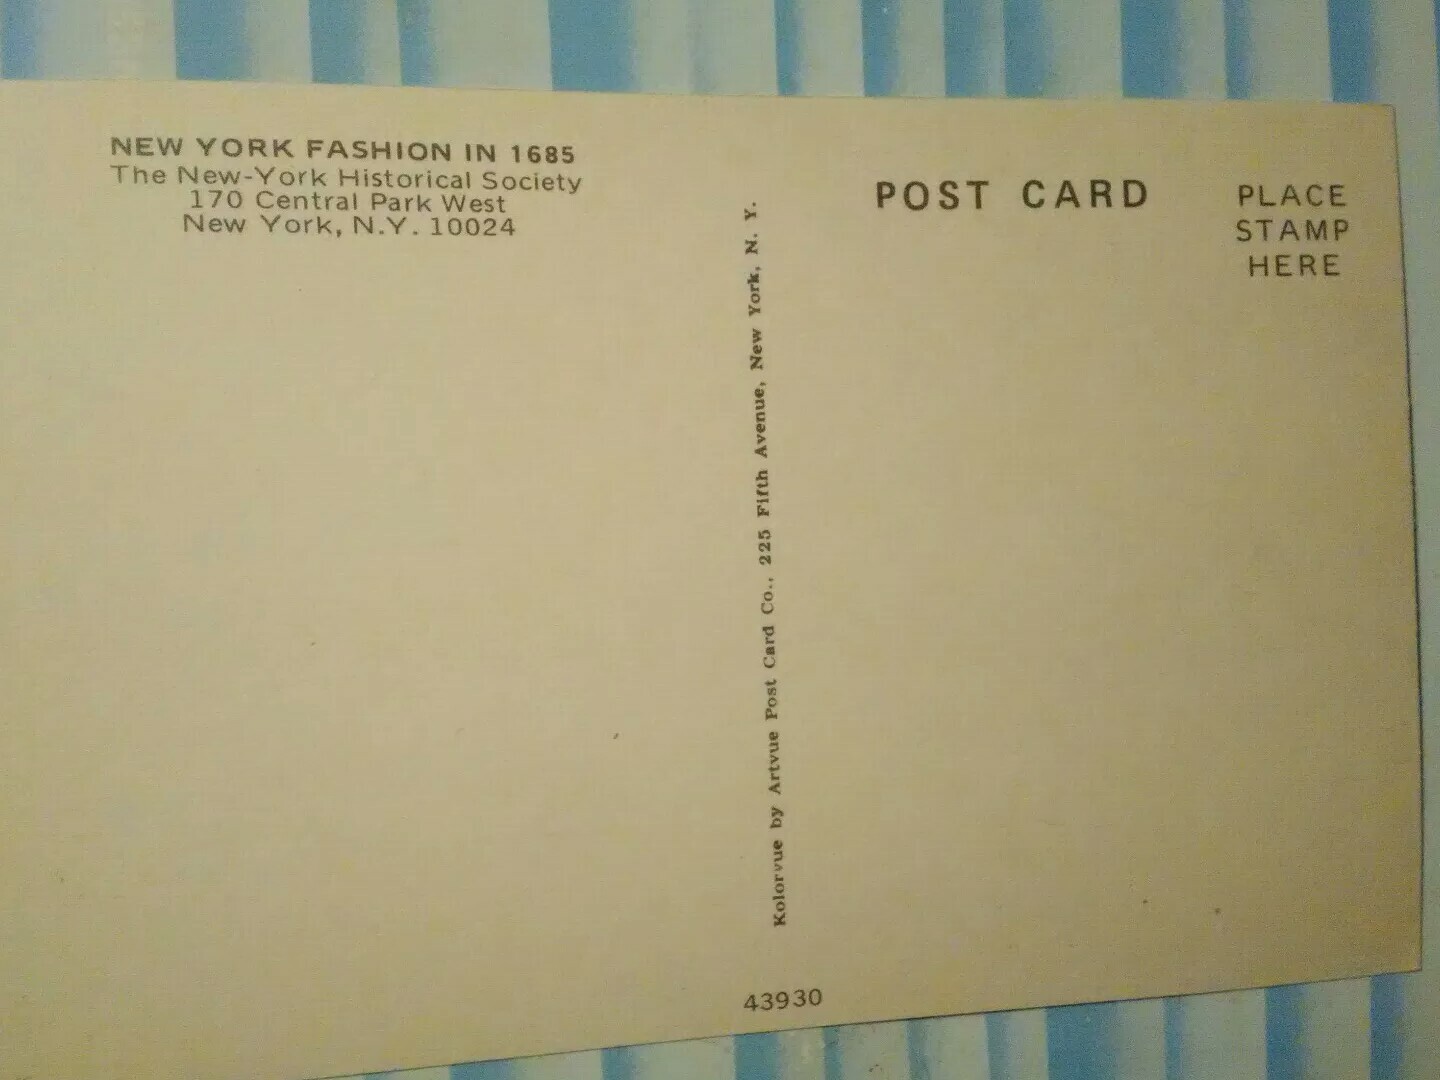 NEW YORK FASHION IN 1685
The New-York Historical Society
170 Central Park West
New York, N.Y. 10024
Kolorvue by Artvue Post Card Co., 225 Fifth Avenue, New York, N. Y.
43930
POST CARD
PLACE
STAMP
HERE